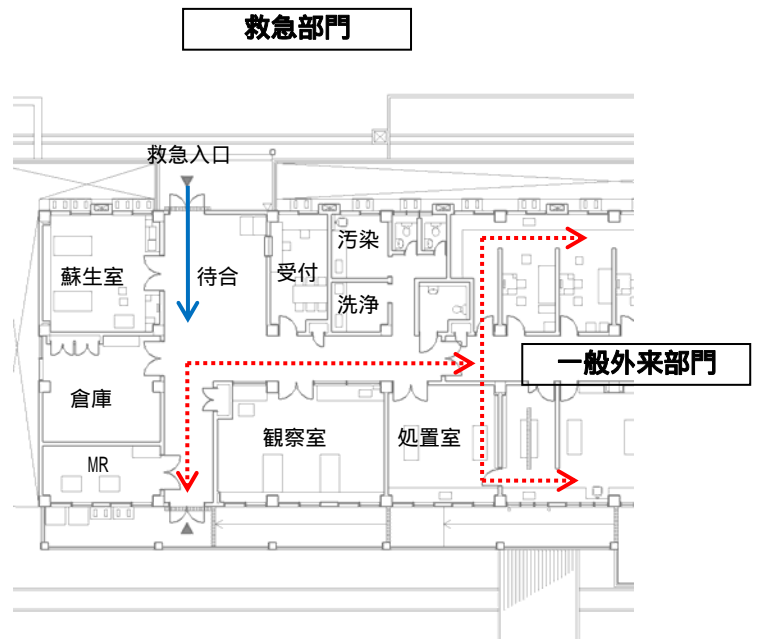 救急部門
救急入口
蘇生室
待合
受付
汚染
洗浄
一般外来部門
倉庫
観察室
処置室
MR